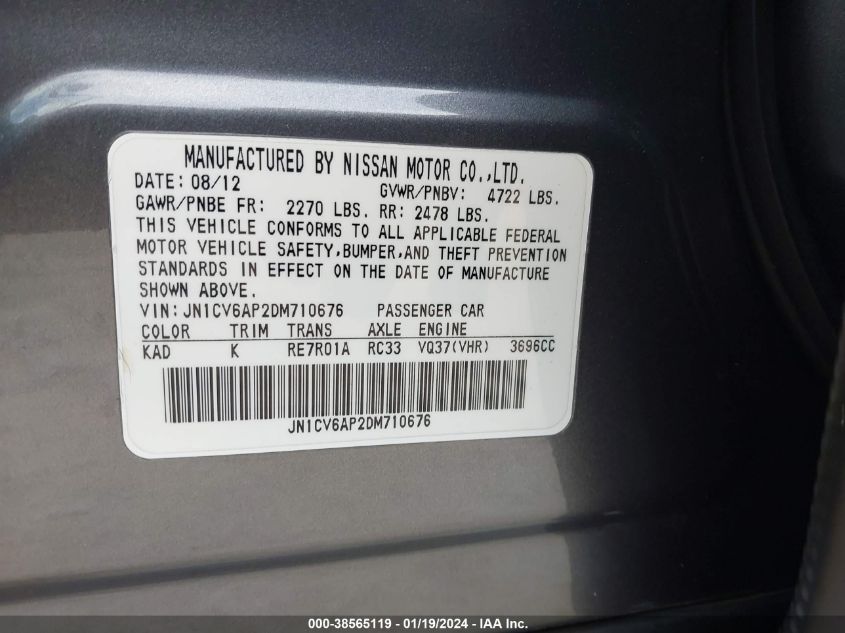 MANUFACTURED BY NISSAN MOTOR CO.,LTD.
DATE: 08/12 GVWR/PNBV: 4722 LBS.
GAWR/PNBE FR: 2270 LBS. RR: 2478 LBS.
THIS VEHICLE CONFORMS TO ALL APPLICABLE FEDERAL
MOTOR VEHICLE SAFETY,BUMPER,AND THEFT PREVENTION
STANDARDS IN EFFECT ON THE DATE OF MANUFACTURE
SHOWN ABOVE.
VIN:JN1CV6AP2DM710676 PASSENGER CAR
COLOR TRIM TRANS AXLE ENGINE
KAD K RE7R01A RC33 VQ37(VHR) 3696CC
JN1CV6AP2DM710676
000-38565119 - 01/19/2024 - IAA Inc.